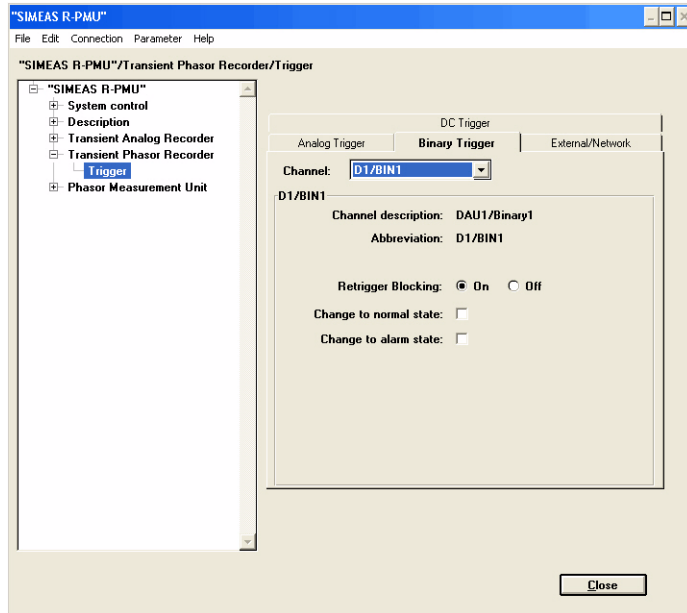 "SIMEAS R-PMU"
File Edit Connection Parameter Help
"SIMEAS R-PMU"/Transient Phasor Recorder/Trigger
"SIMEAS R-PMU"
System control
Description
Transient Analog Recorder
Transient Phasor Recorder
Trigger
Phasor Measurement Unit
DC Trigger
Analog Trigger Binary Trigger External/Network
Channel: D1/BIN1
D1/BIN1
Channel description: DAU1/Binary1
Abbreviation: D1/BIN1
Retrigger Blocking: On Off
Change to normal state:
Change to alarm state:
Close